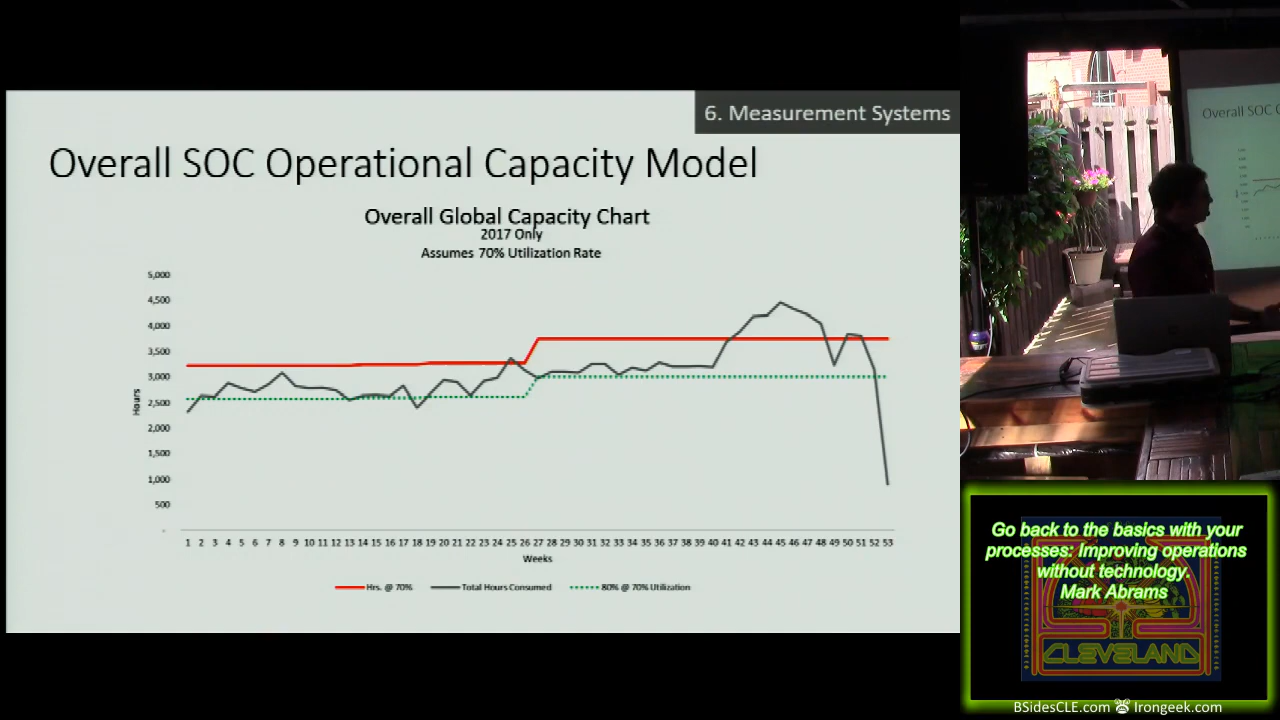 6. Measurement Systems
Overall SOC Operational Capacity Model
Overall Global Capacity Chart
2017 Only
Assumes 70% Utilization Rate
5,000
4,500
4,000
3,500
3,000
2,500
2,000
1,500
1,000
500
-
Hours
1 2 3 4 5 6 7 8 9 10 11 12 13 14 15 16 17 18 19 20 21 22 23 24 25 26 27 28 29 30 31 32 33 34 35 36 37 38 39 40 41 42 43 44 45 46 47 48 49 50 51 52 53
Weeks
Hrs. @ 70% Total Hours Consumed 80% @ 70% Utilization
Overall SOC O
Go back to the basics with your
processes: Improving operations
without technology.
Mark Abrams
CLEVELAND
BSidesCLE.com Irongeek.com